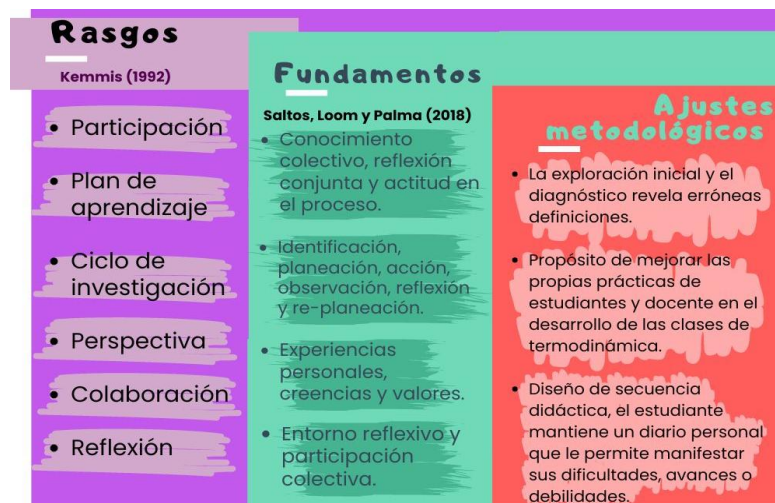 Rasgos
Kemmis (1992)
• Participación
• Plan de
aprendizaje
• Ciclo de
investigación
• Perspectiva
• Colaboración
• Reflexión
Fundamentos
Saltos, Loom y Palma (2018)
• Conocimiento
colectivo, reflexión
conjunta y actitud en
el proceso.
• Identificación,
planeación, acción,
observación, reflexión
y re-planeación.
• Experiencias
personales,
creencias y valores.
• Entorno reflexivo y
participación
colectiva.
Ajustes
metodológicos
• La exploración inicial y el
diagnóstico revela erróneas
definiciones.
• Propósito de mejorar las
propias prácticas de
estudiantes y docente en el
desarrollo de las clases de
termodinámica.
• Diseño de secuencia
didáctica, el estudiante
mantiene un diario personal
que le permite manifestar
sus dificultades, avances o
debilidades.